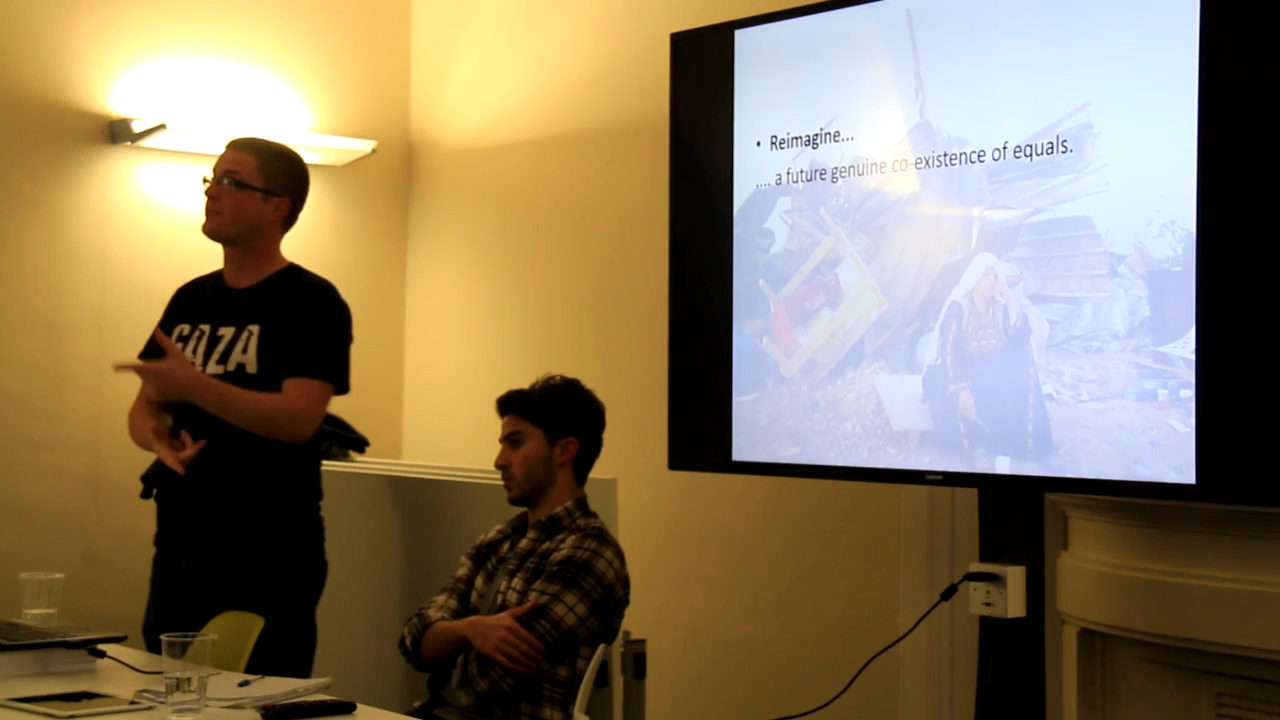 GAZA
• Reimagine...
.... a future genuine co-existence of equals.